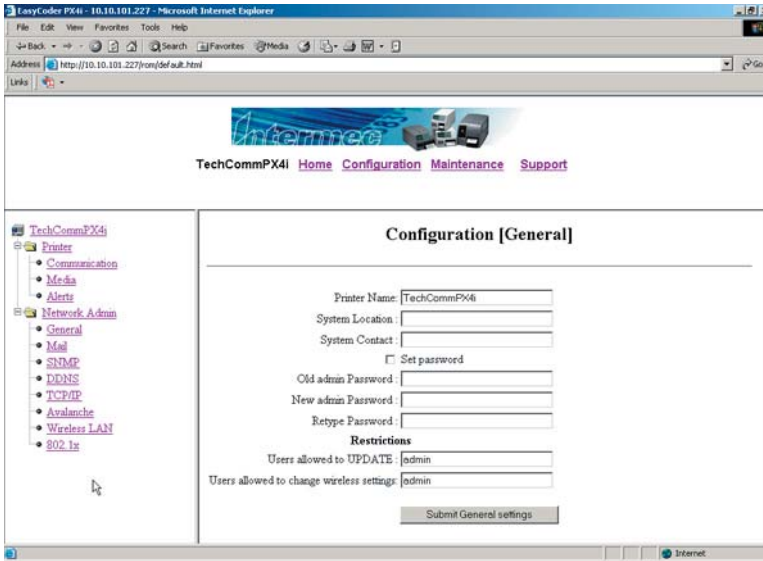 EasyCoder PX4i - 10.10.101.227 - Microsoft Internet Explorer
File Edit View Favorites Tools Help
Back Search Favorites Media
Address http://10.10.101.227/rom/default.html Go
Links
Intermec
TechCommPX4i Home Configuration Maintenance Support
TechCommPX4i
Printer
Communication
Media
Alerts
Network Admin
General
Mail
SNMP
DDNS
TCP/IP
Avalanche
Wireless LAN
802.1x
Configuration [General]
Printer Name: TechCommPX4i
System Location :
System Contact :
Set password
Old admin Password :
New admin Password :
Retype Password :
Restrictions
Users allowed to UPDATE : admin
Users allowed to change wireless settings: admin
Submit General settings
Internet